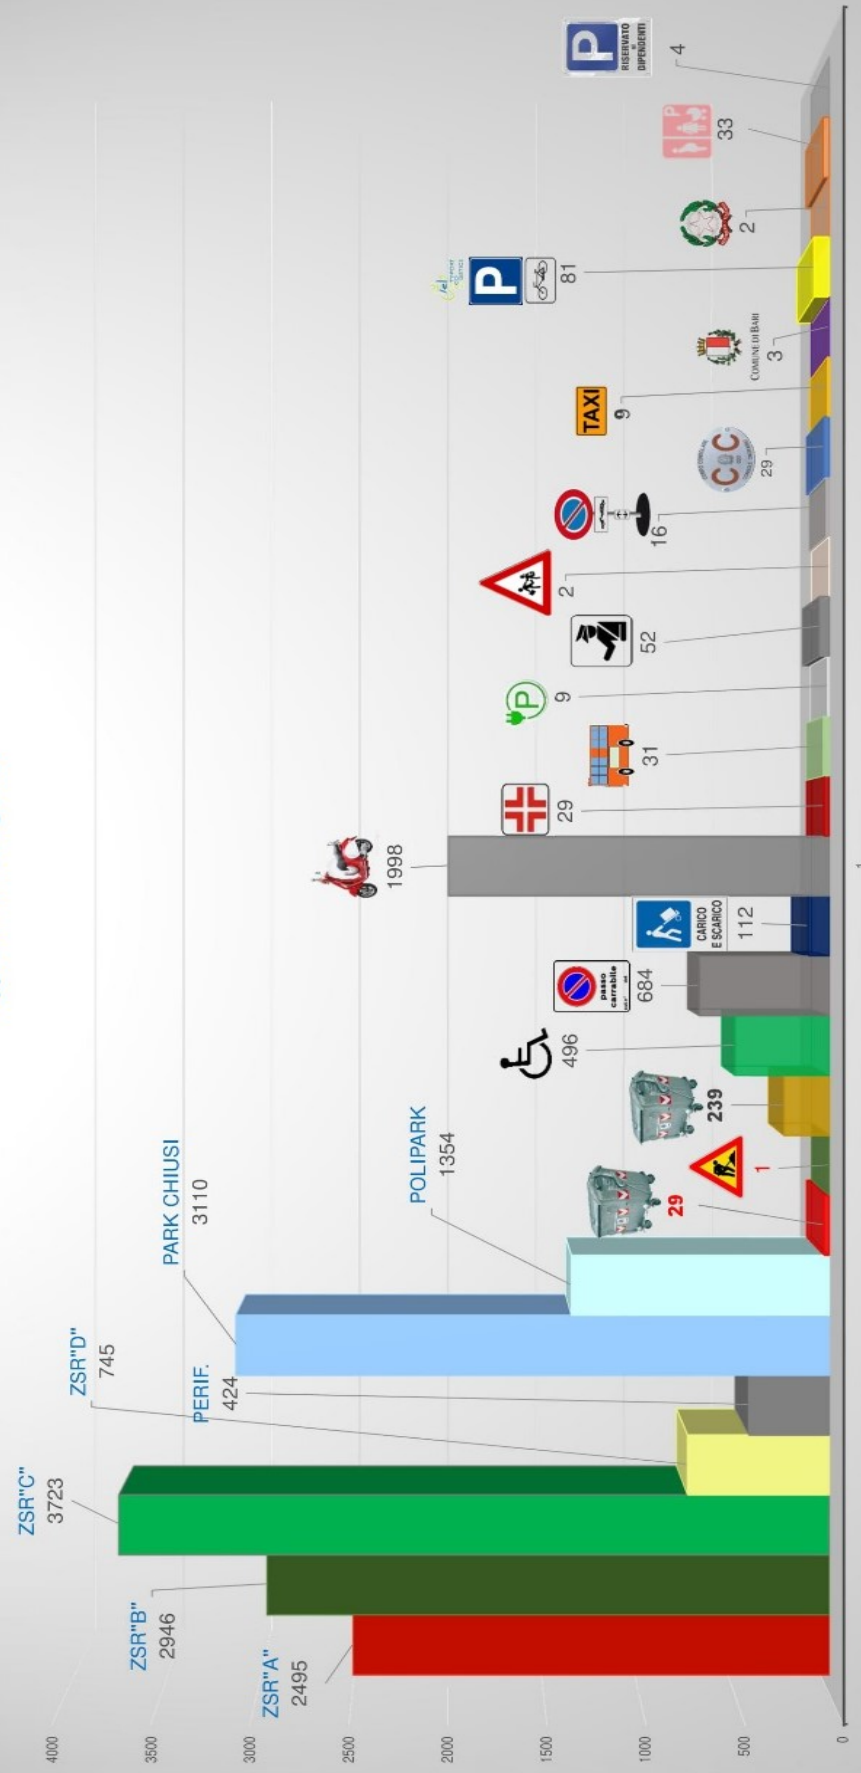 4000
3500
3000
2500
2000
1500
1000
500
0
ZSR"A"
2495
ZSR"B"
2946
ZSR"C"
3723
ZSR"D"
745
PERIF.
424
PARK CHIUSI
3110
POLIPARK
1354
29
1
239
496
passo
carrabile
684
CARICO
E SCARICO
112
1998
29
31
P
9
52
2
16
CC
29
TAXI
9
COMUNE DI BARI
3
P
81
2
P
33
P
RISERVATO
AI
DIPENDENTI
4
1